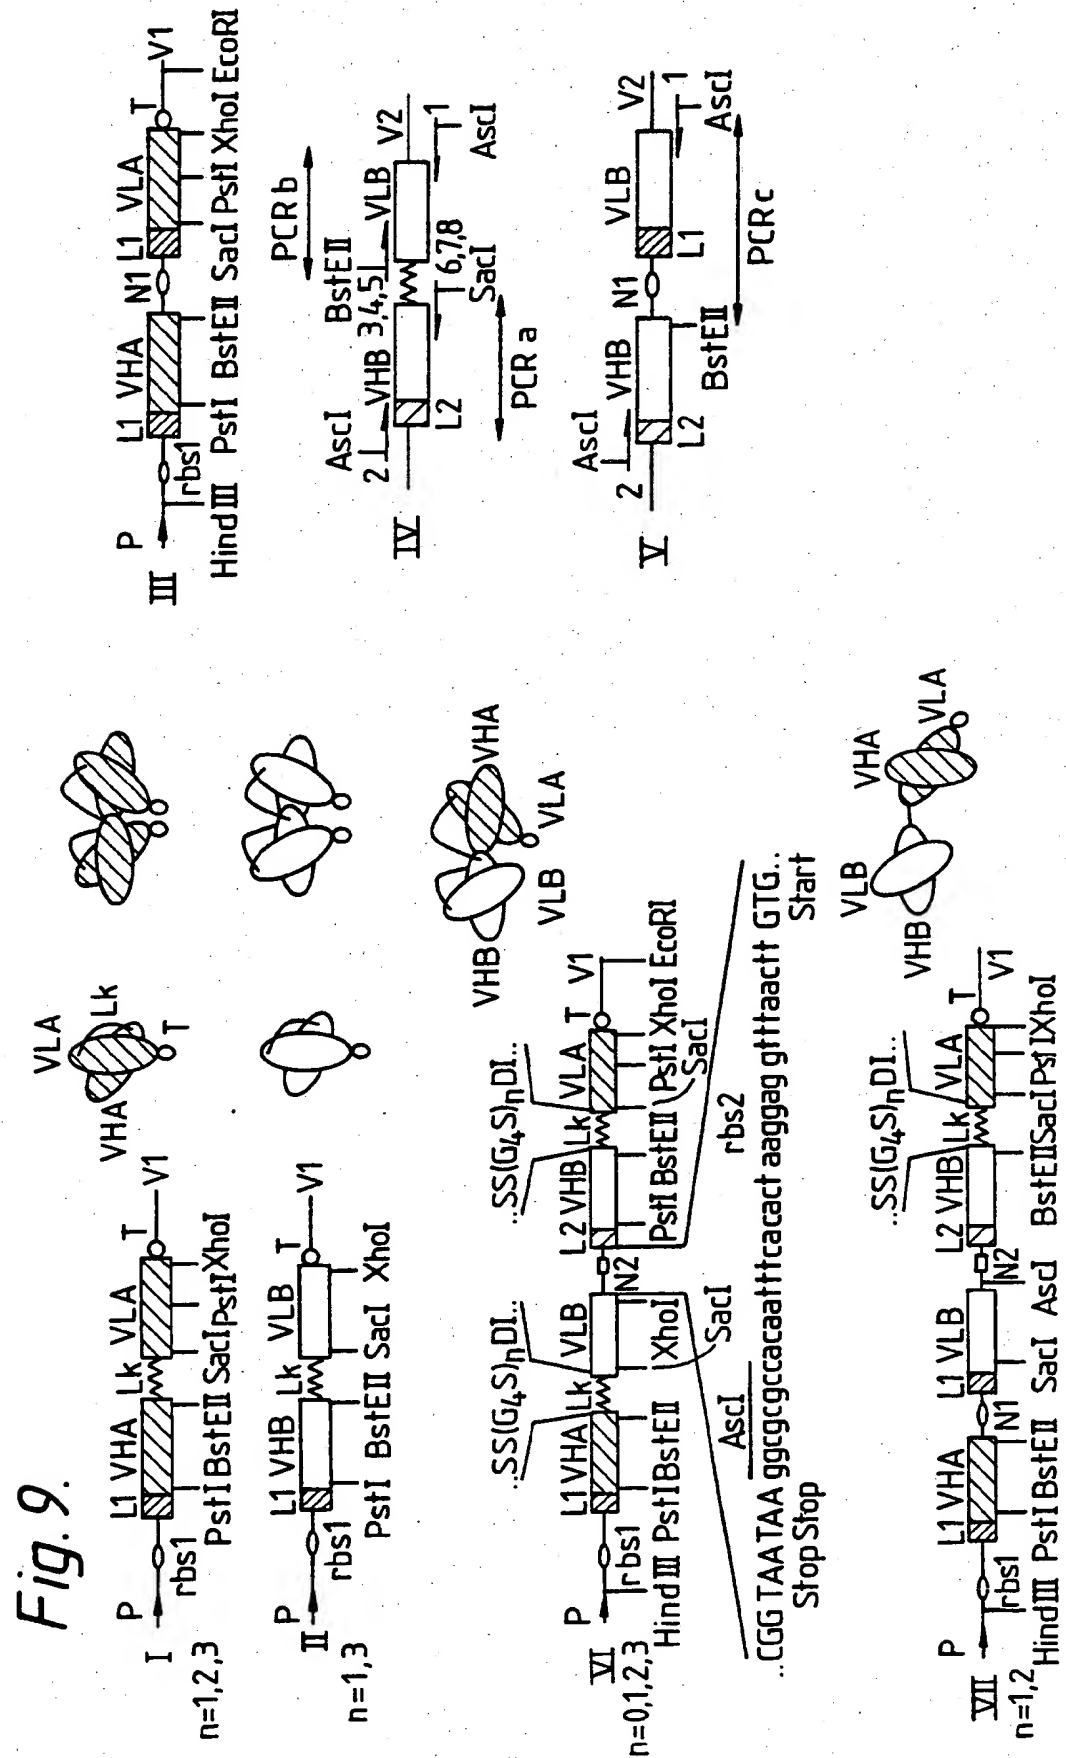 Fig. 9.
I
n=1,2,3
P
rbs1
L1 VHA Lk VLA T V1
PstI BstEII SacI PstI XhoI
VHA
VLA
Lk
T
II
n=1,3
P
rbs1
L1 VHB Lk VLB T V1
PstI BstEII SacI XhoI
III
P
rbs1
L1 VHA N1 L1 VLA T V1
HindIII PstI BstEII SacI PstI XhoI EcoRI
PCR b
IV
AscI BstEII
2 VHB 3,4,5 VLB V2
L2 6,7,8 1
SacI AscI
PCR a
V
AscI
2 VHB N1 VLB V2
L2 L1 1
BstEII AscI
PCR c
VI
n=0,1,2,3
P
rbs1
..SS(G4S)nDI..
..SS(G4S)nDI..
L1 VHA Lk VLB N2 L2 VHB Lk VLA T V1
HindIII PstI BstEII XhoI PstI BstEII PstI XhoI EcoRI
SacI
SacI
VHB
VLB
VHA
VLA
AscI
rbs2
..CGG TAA TAA ggcgcgccacaatttcacact aaggag gtttaactt GTG..
Stop Stop
Start
VII
n=1,2
P
rbs1
..SS(G4S)nDI..
L1 VHA N1 L1 VLB N2 L2 VHB Lk VLA T V1
HindIII PstI BstEII SacI AscI BstEII SacI PstI XhoI
VHB
VLB
VHA
VLA